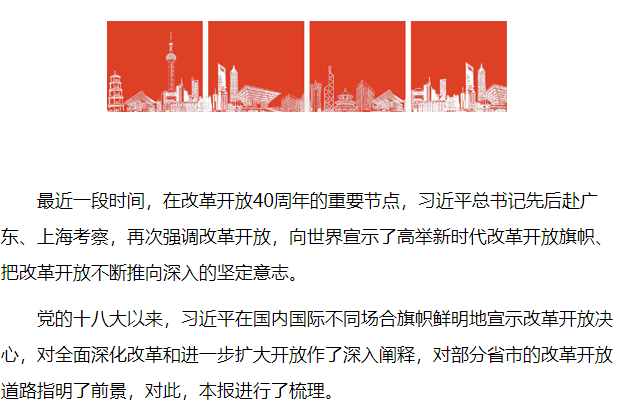 最近一段时间，在改革开放40周年的重要节点，习近平总书记先后赴广
东、上海考察，再次强调改革开放，向世界宣示了高举新时代改革开放旗帜、
把改革开放不断推向深入的坚定意志。
党的十八大以来，习近平在国内国际不同场合旗帜鲜明地宣示改革开放决
心，对全面深化改革和进一步扩大开放作了深入阐释，对部分省市的改革开放
道路指明了前景，对此，本报进行了梳理。